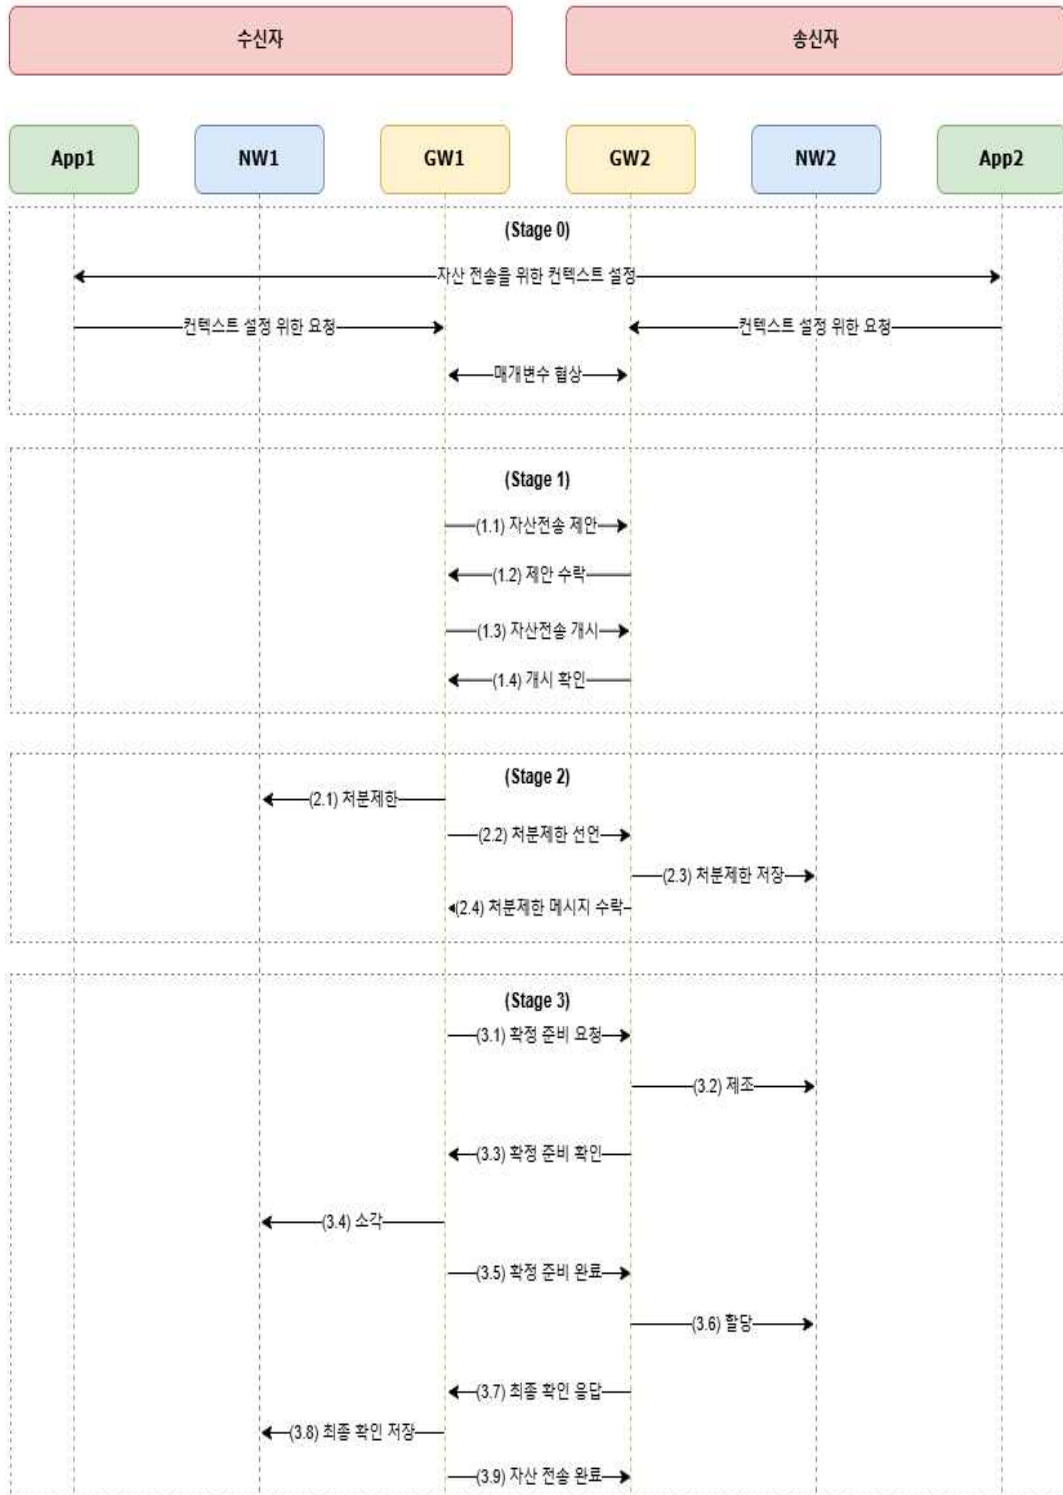 수신자 송신자
App1 NW1 GW1 GW2 NW2 App2
(Stage 0)
자산 전송을 위한 컨텍스트 설정
컨텍스트 설정 위한 요청 컨텍스트 설정 위한 요청
매개변수 협상
(Stage 1)
(1.1) 자산전송 제안
(1.2) 제안 수락
(1.3) 자산전송 개시
(1.4) 개시 확인
(Stage 2)
(2.1) 처분제한
(2.2) 처분제한 선언
(2.3) 처분제한 저장
(2.4) 처분제한 메시지 수락
(Stage 3)
(3.1) 확정 준비 요청
(3.2) 제조
(3.3) 확정 준비 확인
(3.4) 소각
(3.5) 확정 준비 완료
(3.6) 할당
(3.7) 최종 확인 응답
(3.8) 최종 확인 저장
(3.9) 자산 전송 완료